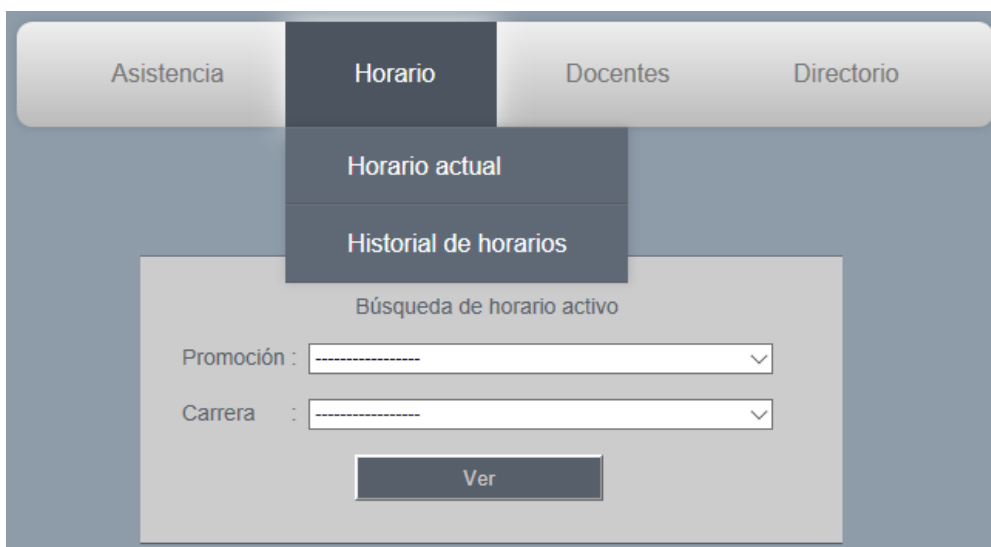 Asistencia Horario Docentes Directorio
Horario actual
Historial de horarios
Búsqueda de horario activo
Promoción : -----------------
Carrera : -----------------
Ver